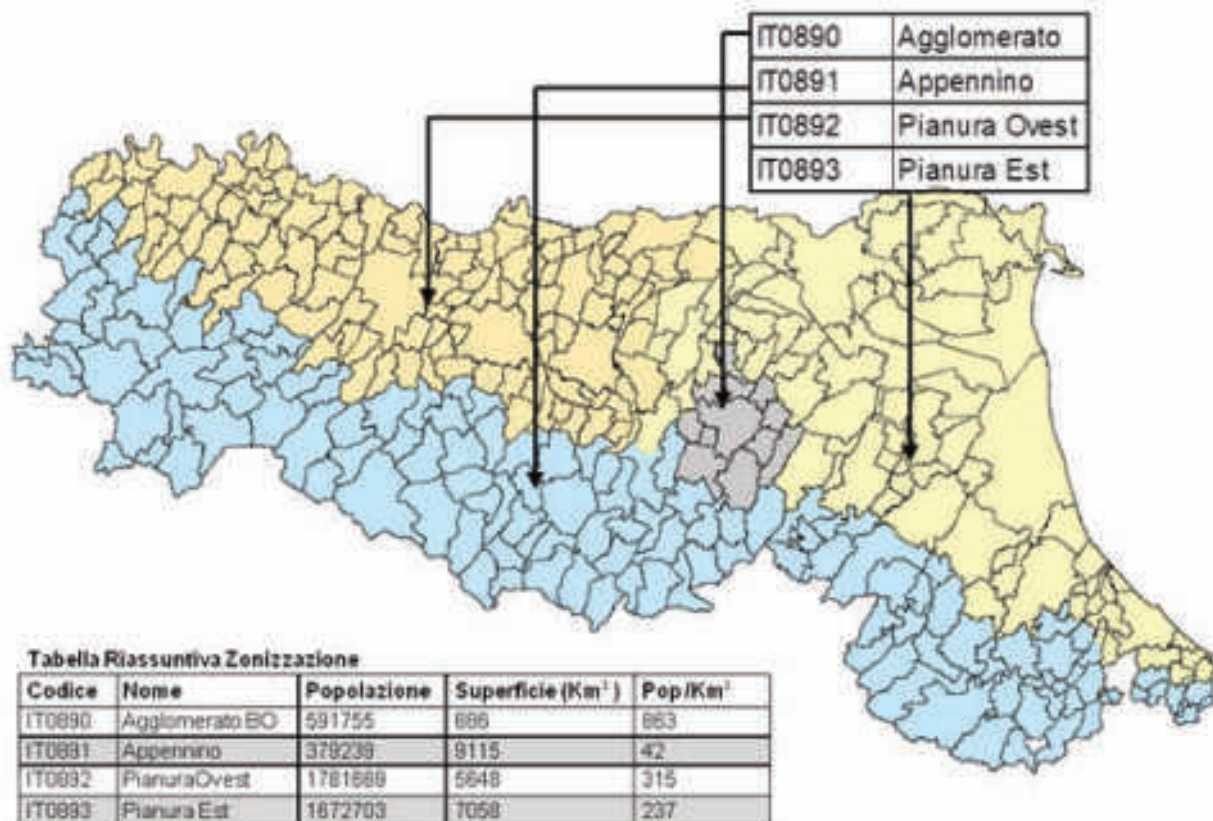 IT0890 Agglomerato
IT0891 Appennino
IT0892 Pianura Ovest
IT0893 Pianura Est
Tabella Riassuntiva Zonizzazione
Codice Nome Popolazione Superficie (Km²) Pop/Km²
IT0890 Agglomerato BO 591755 686 863
IT0891 Appennino 9115 42
IT0892 PianuraOvest 5648 315
IT0893 Pianura Est 1672703 7058 237